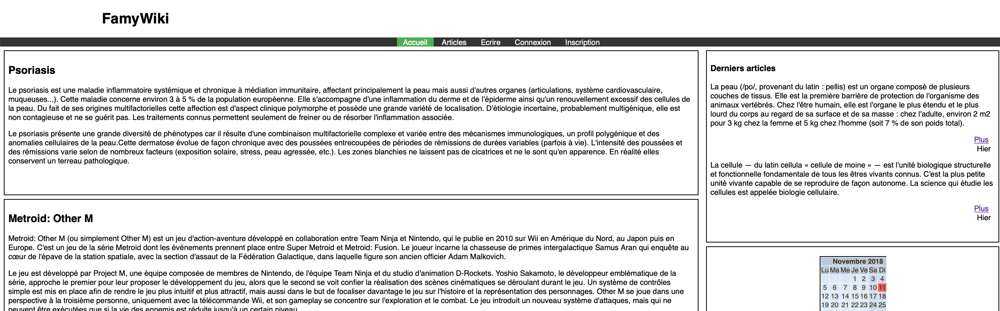 FamyWiki
Accueil Articles Ecrire Connexion Inscription
Psoriasis
Le psoriasis est une maladie inflammatoire systémique et chronique à médiation immunitaire, affectant principalement la peau mais aussi d'autres organes (articulations, système cardiovasculaire,
muqueuses...). Cette maladie concerne environ 3 à 5 % de la population européenne. Elle s'accompagne d'une inflammation du derme et de l'épiderme ainsi qu'un renouvellement excessif des cellules de
la peau. Du fait de ses origines multifactorielles cette affection est d'aspect clinique polymorphe et possède une grande variété de localisation. D'étiologie incertaine, probablement multigénique, elle est
non contagieuse et ne se guérit pas. Les traitements connus permettent seulement de freiner ou de résorber l'inflammation associée.
Le psoriasis présente une grande diversité de phénotypes car il résulte d'une combinaison multifactorielle complexe et variée entre des mécanismes immunologiques, un profil polygénique et des
anomalies cellulaires de la peau.Cette dermatose évolue de façon chronique avec des poussées entrecoupées de périodes de rémissions de durées variables (parfois à vie). L'intensité des poussées et
des rémissions varie selon de nombreux facteurs (exposition solaire, stress, peau agressée, etc.). Les zones blanchies ne laissent pas de cicatrices et ne le sont qu'en apparence. En réalité elles
conservent un terreau pathologique.
Metroid: Other M
Metroid: Other M (ou simplement Other M) est un jeu d'action-aventure développé en collaboration entre Team Ninja et Nintendo, qui le publie en 2010 sur Wii en Amérique du Nord, au Japon puis en
Europe. C'est un jeu de la série Metroid dont les événements prennent place entre Super Metroid et Metroid: Fusion. Le joueur incarne la chasseuse de primes intergalactique Samus Aran qui enquête au
cœur de l'épave de la station spatiale, avec la section d'assaut de la Fédération Galactique, dans laquelle figure son ancien officier Adam Malkovich.
Le jeu est développé par Project M, une équipe composée de membres de Nintendo, de l'équipe Team Ninja et du studio d'animation D-Rockets. Yoshio Sakamoto, le développeur emblématique de la
série, approche le premier pour leur proposer le développement du jeu, alors que le second se voit confier la réalisation des scènes cinématiques se déroulant durant le jeu. Un système de contrôles
simple est mis en place afin de rendre le jeu plus intuitif et plus attractif, mais aussi dans le but de focaliser davantage le jeu sur l'histoire et la représentation des personnages. Other M se joue dans une
perspective à la troisième personne, uniquement avec la télécommande Wii, et son gameplay se concentre sur l'exploration et le combat. Le jeu introduit un nouveau système d'attaques, mais qui ne
peuvent être exécutées que si la vie des ennemis est réduite jusqu'à un certain niveau.
Derniers articles
La peau (/po/, provenant du latin : pellis) est un organe composé de plusieurs
couches de tissus. Elle est la première barrière de protection de l'organisme des
animaux vertébrés. Chez l'être humain, elle est l'organe le plus étendu et le plus
lourd du corps au regard de sa surface et de sa masse : chez l'adulte, environ 2 m2
pour 3 kg chez la femme et 5 kg chez l'homme (soit 7 % de son poids total).
Plus
Hier
La cellule — du latin cellula « cellule de moine » — est l'unité biologique structurelle
et fonctionnelle fondamentale de tous les êtres vivants connus. C'est la plus petite
unité vivante capable de se reproduire de façon autonome. La science qui étudie les
cellules est appelée biologie cellulaire.
Plus
Hier
Novembre 2018
Lu Ma Me Je Ve Sa Di
1 2 3 4
5 6 7 8 9 10 11
12 13 14 15 16 17 18
19 20 21 22 23 24 25